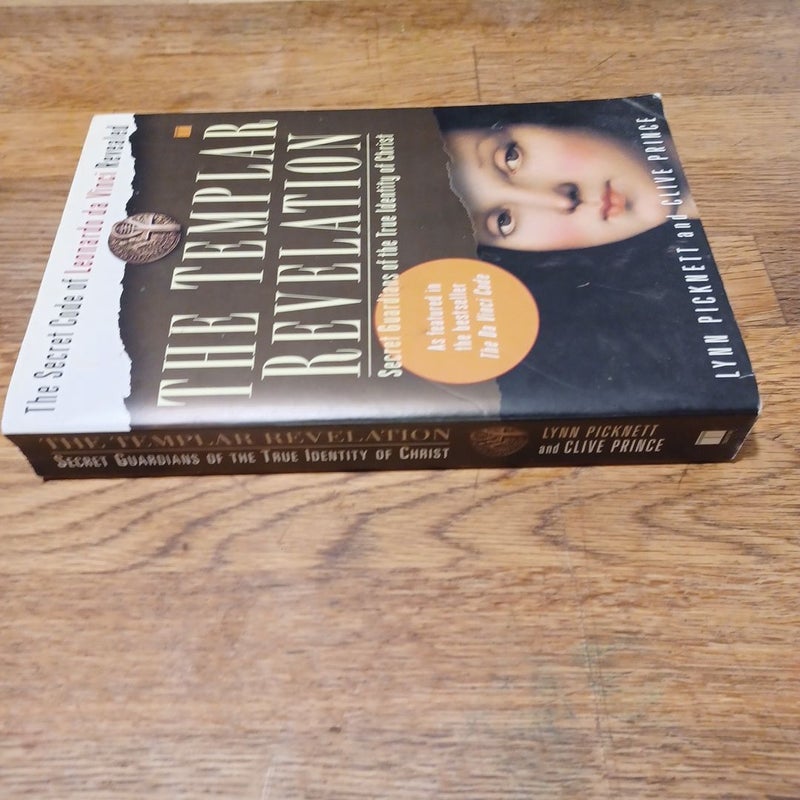 The Secret Code of Leonardo da Vinci Revealed
THE TEMPLAR
REVELATION
Secret Guardians of the True Identity of Christ
As featured in
the bestseller
The Da Vinci Code
LYNN PICKNETT and CLIVE PRINCE
THE TEMPLAR REVELATION
SECRET GUARDIANS OF THE TRUE IDENTITY OF CHRIST
LYNN PICKNETT
and CLIVE PRINCE